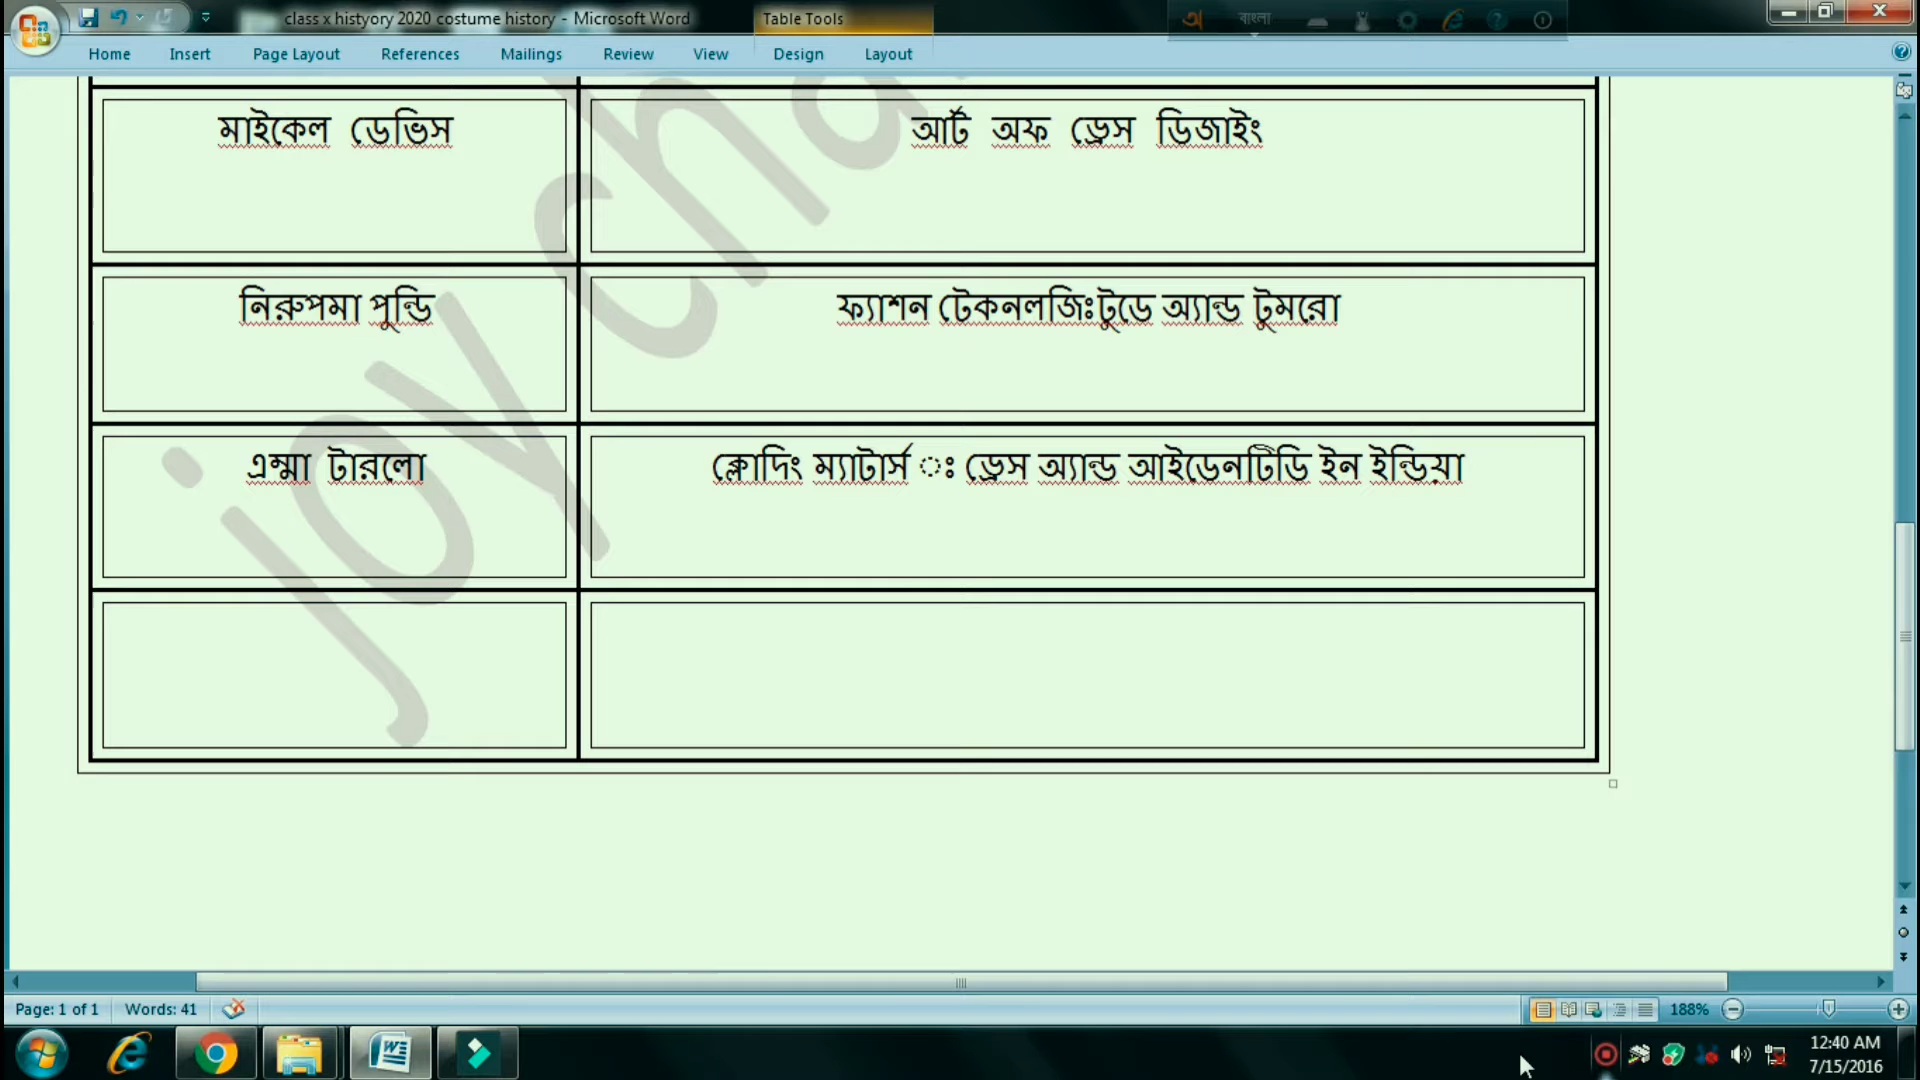 class x histyory 2020 costume history - Microsoft Word
Table Tools
বাংলা
Home Insert Page Layout References Mailings Review View Design Layout
মাইকেল ডেভিস
আর্ট অফ ড্রেস ডিজাইং
নিরুপমা পুন্ডি
ফ্যাশন টেকনলজিঃটুডে অ্যান্ড টুমরো
এম্মা টারলো
ক্লোদিং ম্যাটার্স ঃ ড্রেস অ্যান্ড আইডেনটিডি ইন ইন্ডিয়া
joy cha
Page: 1 of 1 Words: 41
188%
12:40 AM
7/15/2016